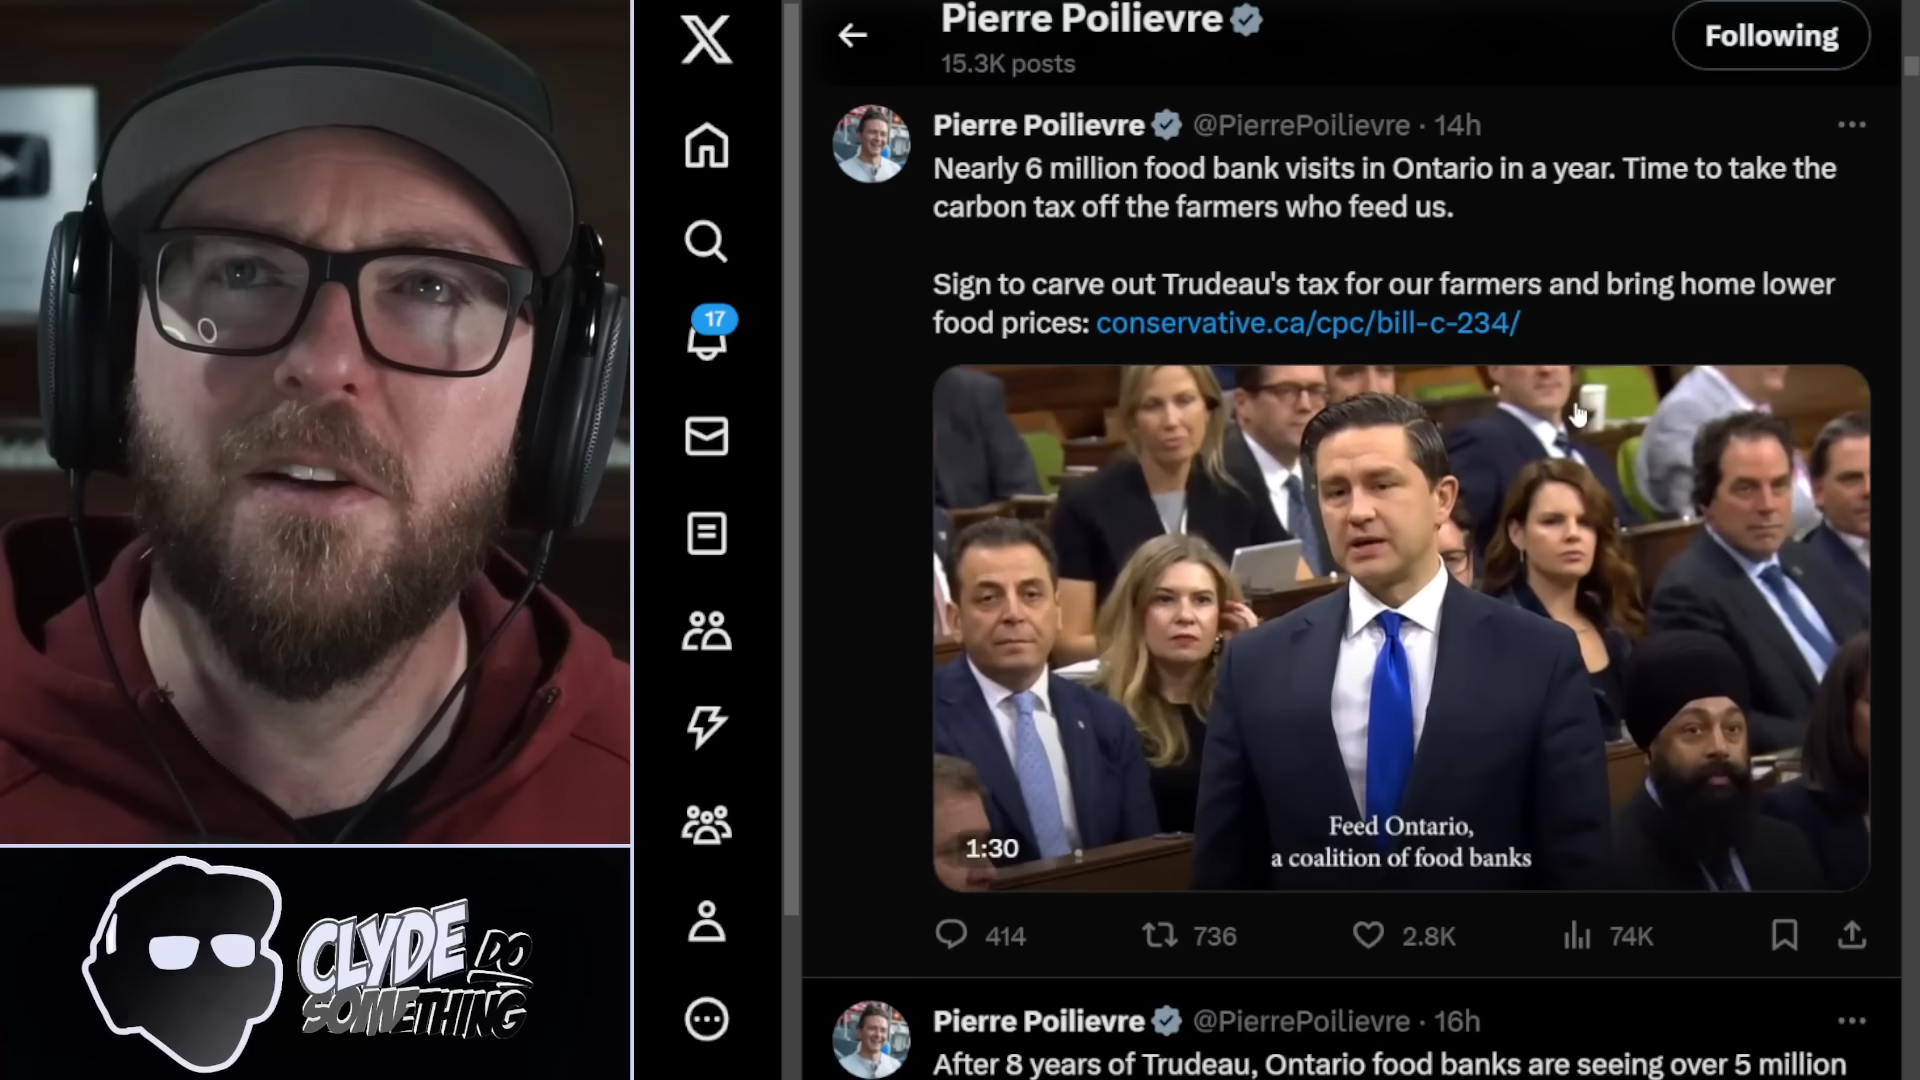 Pierre Poilievre
15.3K posts
Following
Pierre Poilievre @PierrePoilievre · 14h
Nearly 6 million food bank visits in Ontario in a year. Time to take the
carbon tax off the farmers who feed us.
Sign to carve out Trudeau's tax for our farmers and bring home lower
food prices: conservative.ca/cpc/bill-c-234/
17
Feed Ontario,
a coalition of food banks
1:30
414 736 2.8K 74K
Pierre Poilievre @PierrePoilievre · 16h
After 8 years of Trudeau, Ontario food banks are seeing over 5 million
CLYDE DO
SOMETHING